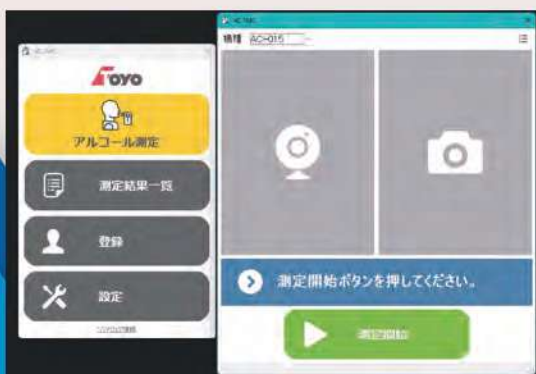 TOYO
アルコール測定
測定結果一覧
登録
設定
機種 AC-015
測定開始ボタンを押してください。
測定開始